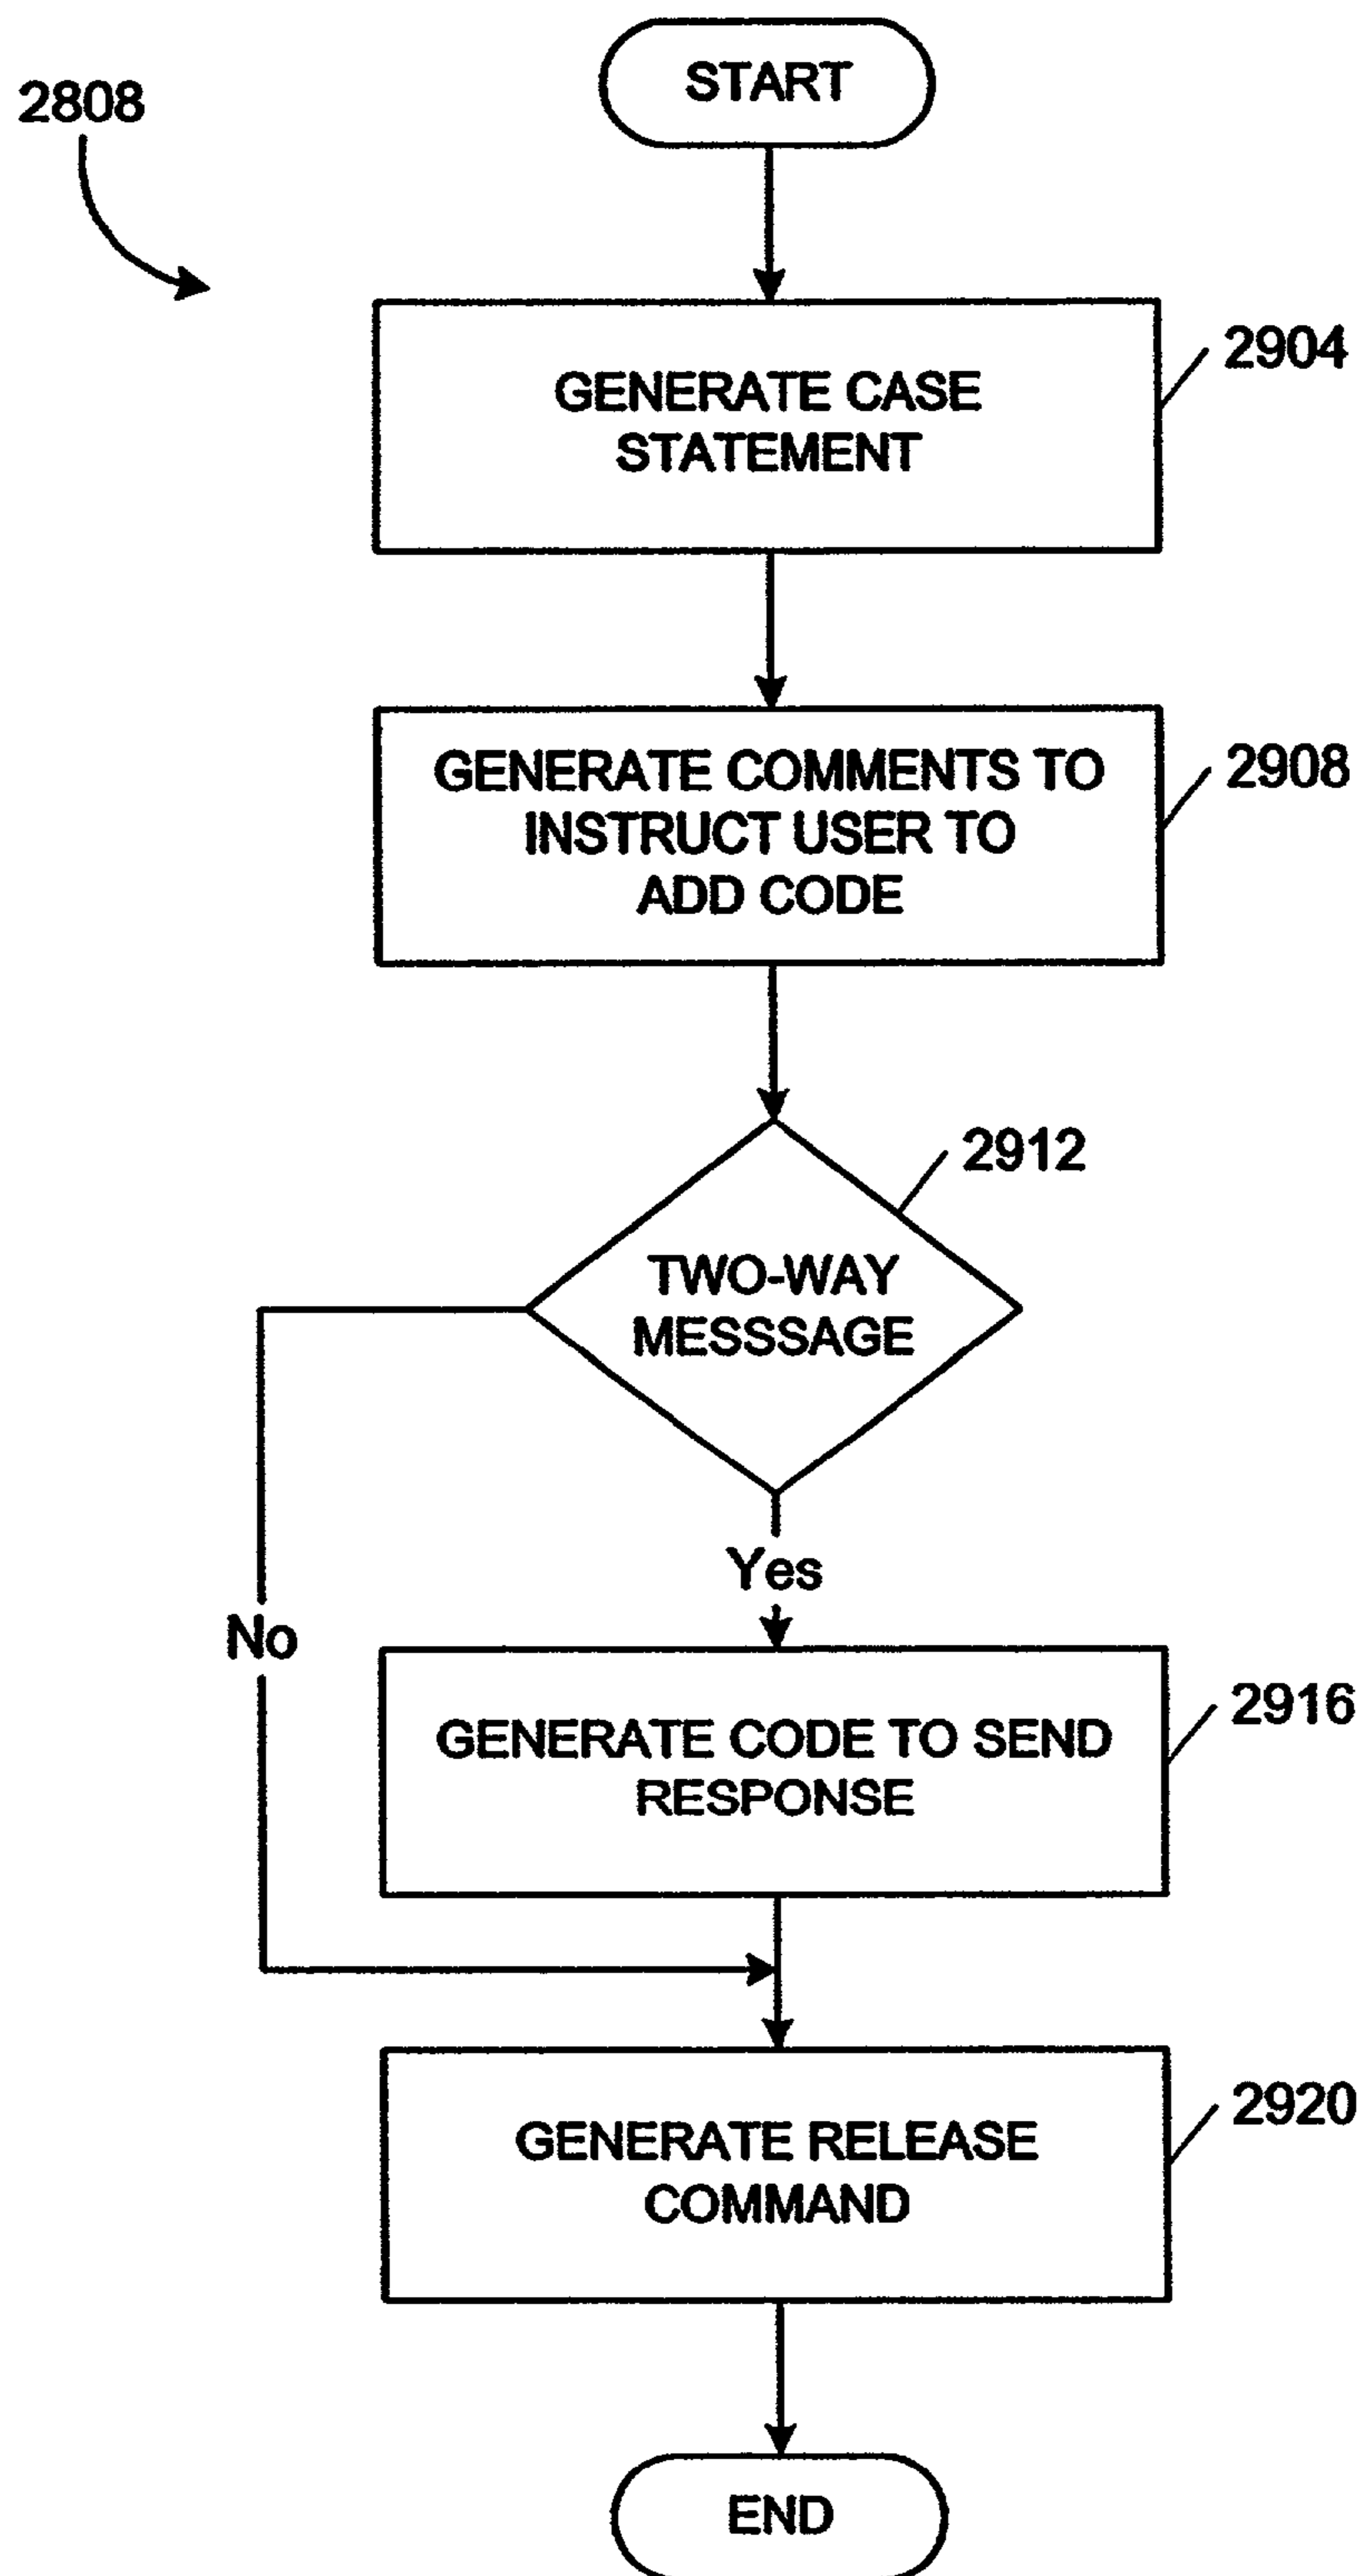 START
2808
2904
GENERATE CASE
STATEMENT
2908
GENERATE COMMENTS TO
INSTRUCT USER TO
ADD CODE
2912
TWO-WAY
MESSSAGE
Yes
No
2916
GENERATE CODE TO SEND
RESPONSE
2920
GENERATE RELEASE
COMMAND
END